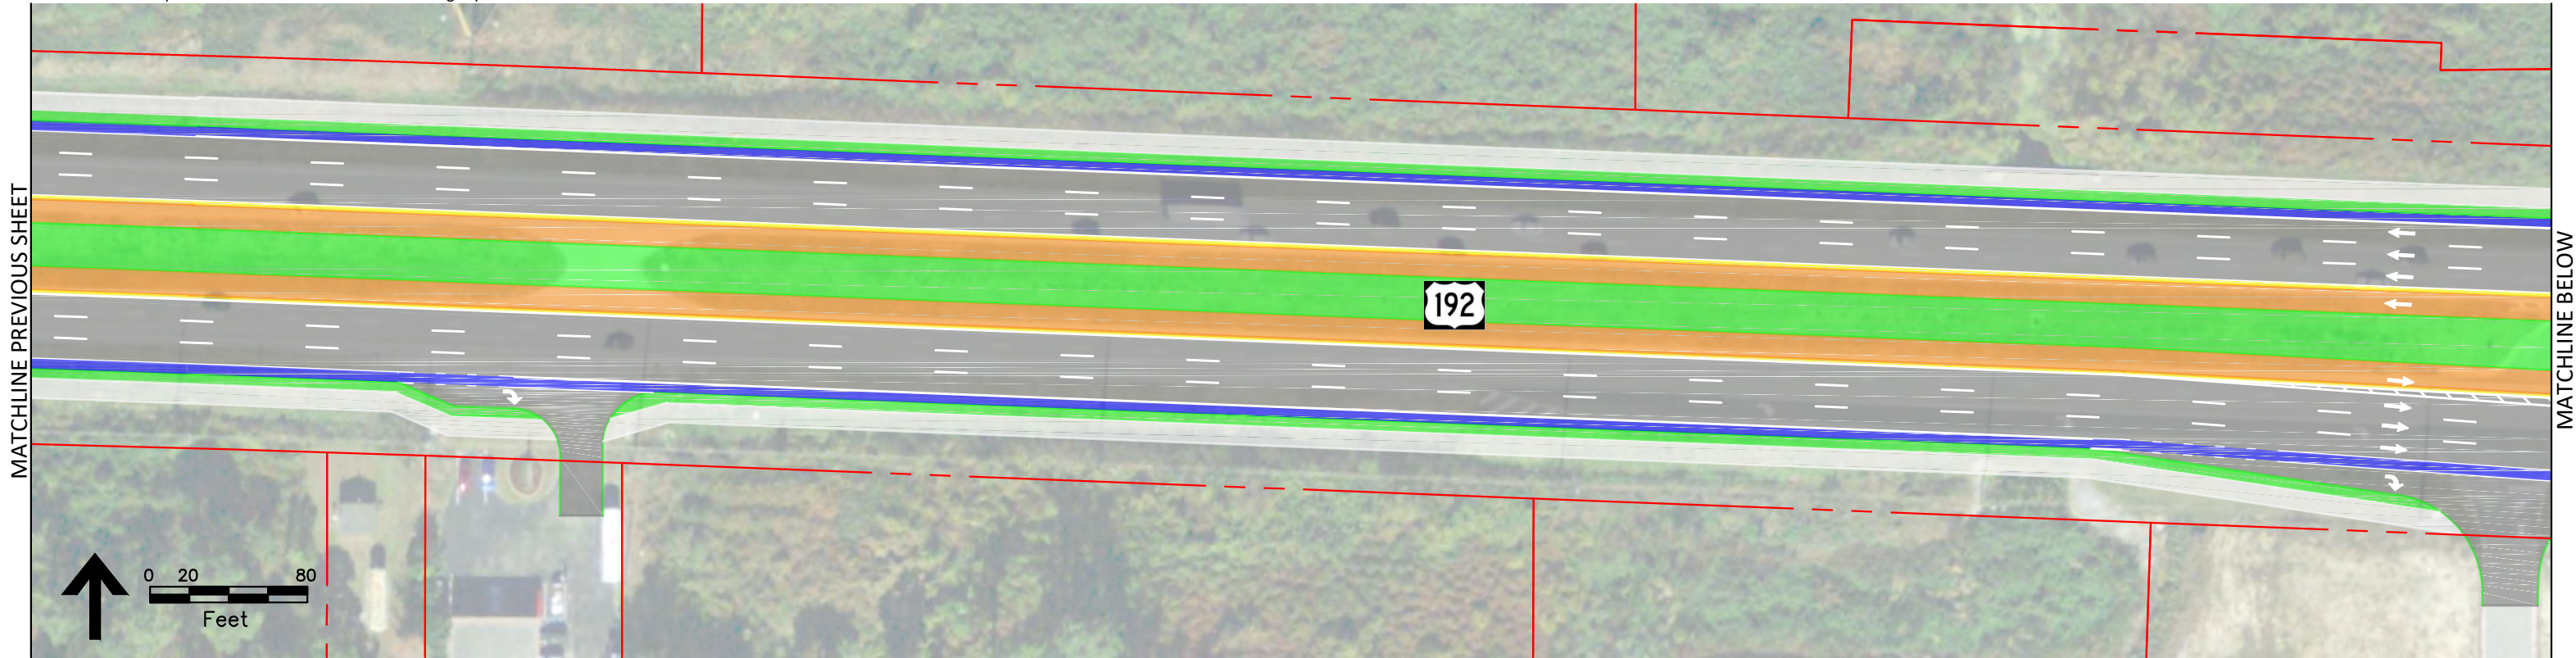 MATCHLINE PREVIOUS SHEET
192
MATCHLINE BELOW
0 20 80
Feet